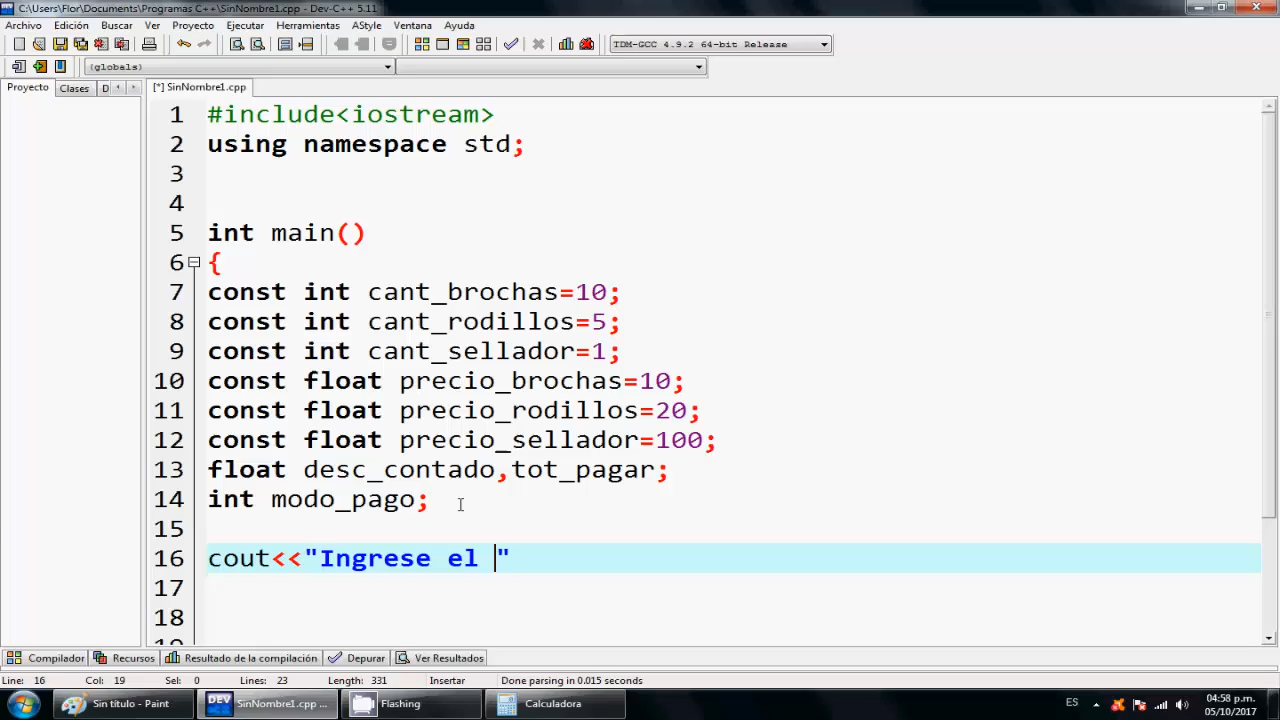 C:\Users\Flor\Documents\Programas C++\SinNombre1.cpp - Dev-C++ 5.11
Archivo Edición Buscar Ver Proyecto Ejecutar Herramientas AStyle Ventana Ayuda
TDM-GCC 4.9.2 64-bit Release
(globals)
Proyecto Clases D [*] SinNombre1.cpp
1 #include<iostream>
2 using namespace std;
3
4
5 int main()
6 {
7 const int cant_brochas=10;
8 const int cant_rodillos=5;
9 const int cant_sellador=1;
10 const float precio_brochas=10;
11 const float precio_rodillos=20;
12 const float precio_sellador=100;
13 float desc_contado,tot_pagar;
14 int modo_pago;
15
16 cout<<"Ingrese el "
17
18
Compilador Recursos Resultado de la compilación Depurar Ver Resultados
Line: 16 Col: 19 Sel: 0 Lines: 23 Length: 331 Insertar Done parsing in 0.015 seconds
Sin título - Paint DEV SinNombre1.cpp ... Flashing Calculadora ES 04:58 p.m.
05/10/2017